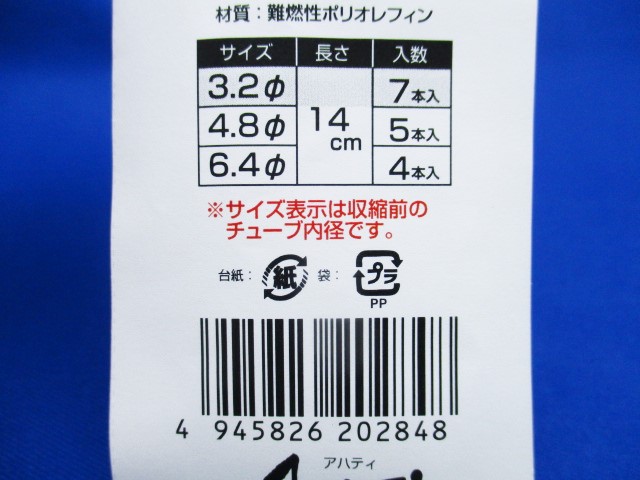 材質：難燃性ポリオレフィン
サイズ 長さ 入数
3.2φ 14cm 7本入
4.8φ 5本入
6.4φ 4本入
※サイズ表示は収縮前の
チューブ内径です。
台紙： 紙 袋： プラ
PP
4 945826 202848
アハティ